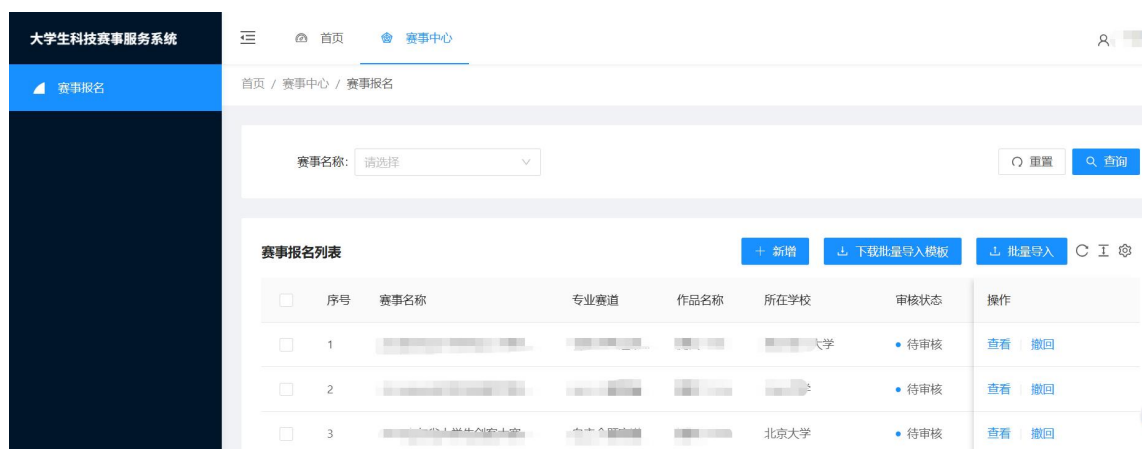 大学生科技赛事服务系统
首页 赛事中心
赛事报名
首页 / 赛事中心 / 赛事报名
赛事名称: 请选择 重置 查询
赛事报名列表 + 新增 下载批量导入模板 批量导入
序号 赛事名称 专业赛道 作品名称 所在学校 审核状态 操作
1 大学 待审核 查看 撤回
2 待审核 查看 撤回
3 北京大学 待审核 查看 撤回